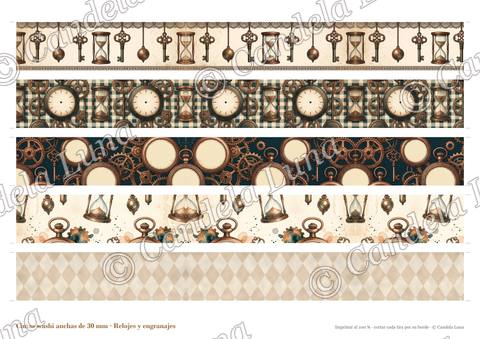 © Candela Luna
© Candela Luna
© Candela Luna
© Candela Luna
Cintas washi anchas de 30 mm · Relojes y engranajes
Imprimir al 100 % · cortar cada tira por su borde · © Candela Luna